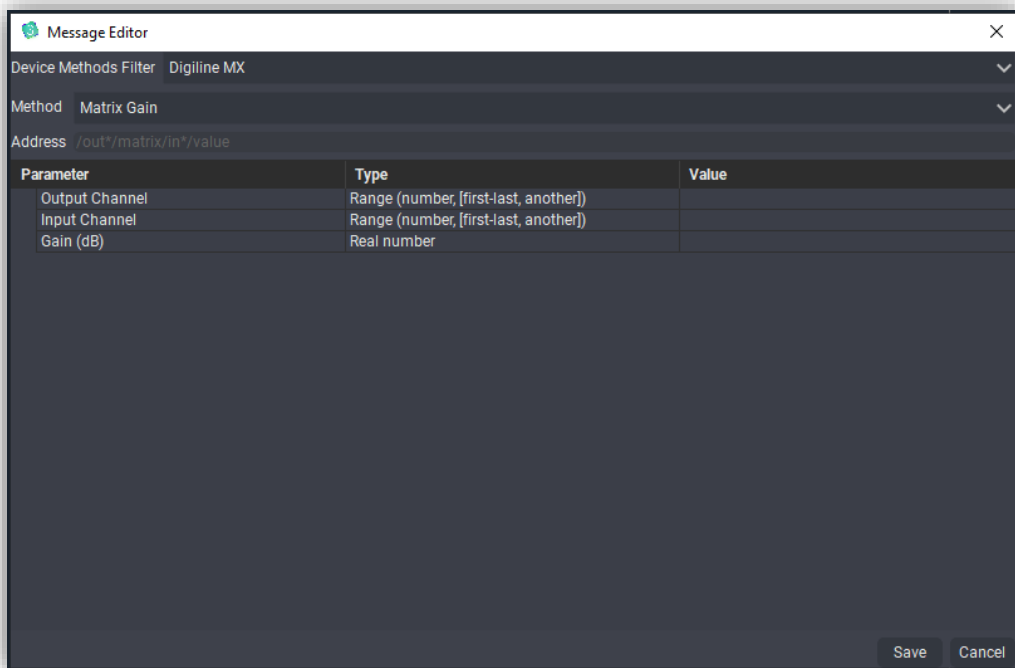 Message Editor
Device Methods Filter Digiline MX
Method Matrix Gain
Address /out*/matrix/in*/value
Parameter Type Value
Output Channel Range (number, [first-last, another])
Input Channel Range (number, [first-last, another])
Gain (dB) Real number
Save Cancel